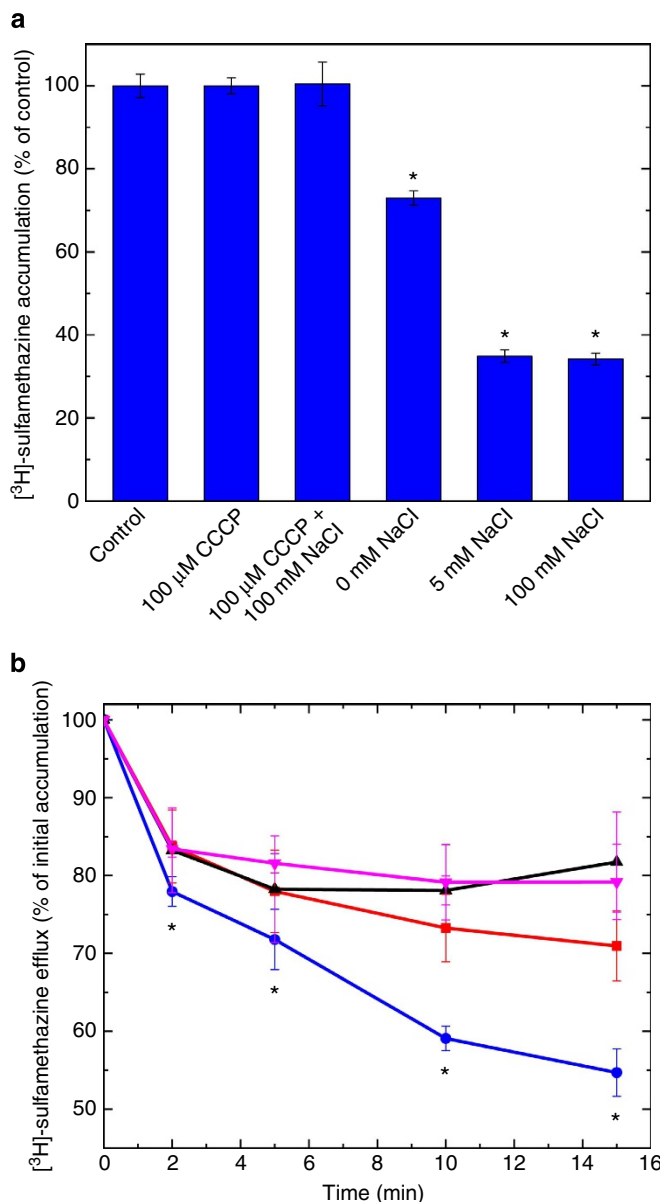 a
[³H]-sulfamethazine accumulation (% of control)
100
80
60
40
20
0
*
*
*
Control
100 µM CCCP
100 µM CCCP +
100 mM NaCl
0 mM NaCl
5 mM NaCl
100 mM NaCl
b
[³H]-sulfamethazine efflux (% of initial accumulation)
100
90
80
70
60
50
*
*
*
*
0 2 4 6 8 10 12 14 16
Time (min)